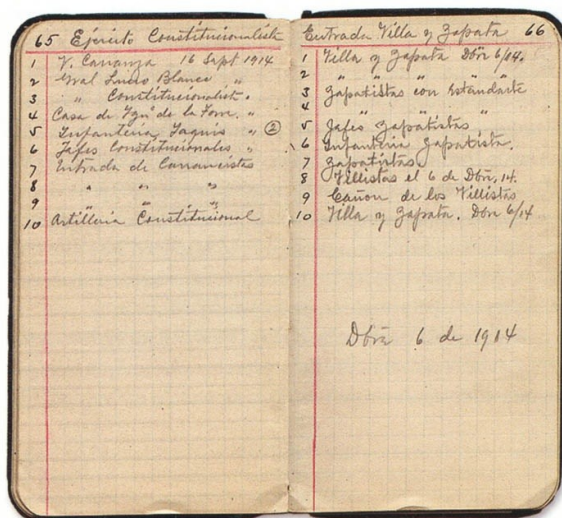 65 Ejército Constitucionalista
1 V. Carranza 16 Sept 1914
2 Gral Lucio Blanco "
3 " Constitucionalista "
4 Casa de Ygn de la Torre. "
5 Infanteria Yaquis " (2)
6 Jefes Constitucionales "
7 Entrada de Carrancistas
8 " " "
9 " " "
10 Artilleria Constitucional
Entrada Villa y Zapata 66
1 Villa y Zapata Dbre 6/14.
2 " " " " "
3 Zapatistas con Estandarte
4 " "
5 Jefes Zapatistas
6 Infanteria Zapatista.
7 Zapatistas
8 Villistas el 6 de Dbre, 14.
9 Cañon de los Villistas
10 Villa y Zapata. Dbre 6/14
Dbre 6 de 1914